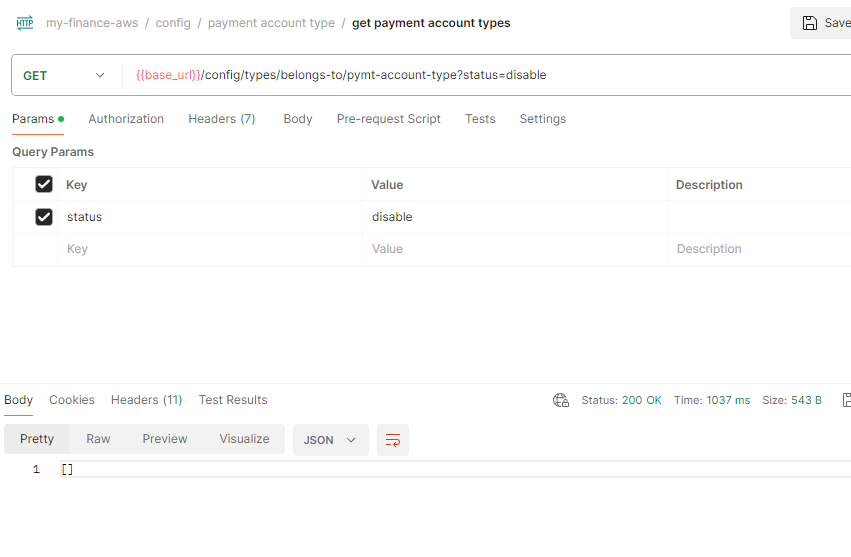 HTTP my-finance-aws / config / payment account type / get payment account types Save
GET {{base_url}}/config/types/belongs-to/pymt-account-type?status=disable
Params Authorization Headers (7) Body Pre-request Script Tests Settings
Query Params
Key Value Description
status disable
Key Value Description
Body Cookies Headers (11) Test Results Status: 200 OK Time: 1037 ms Size: 543 B
Pretty Raw Preview Visualize JSON
1 []